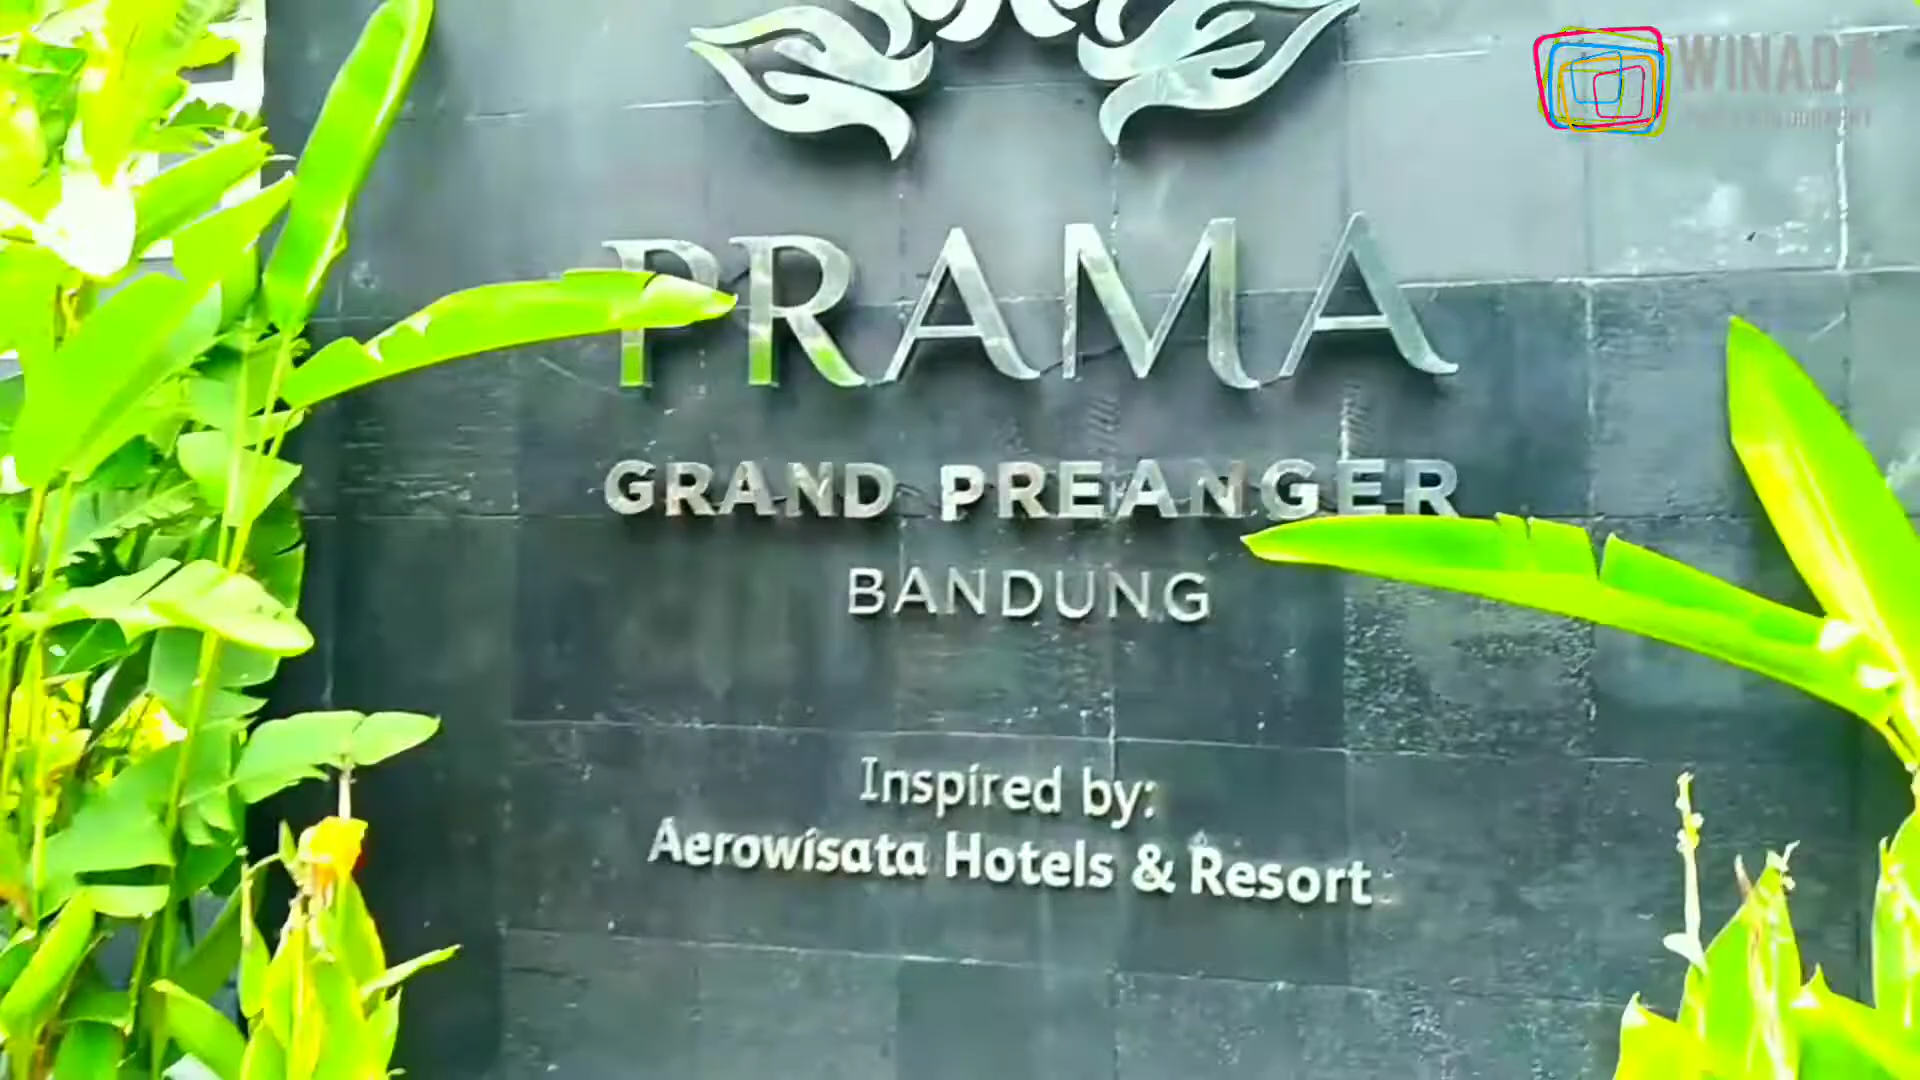 WINADA
PRAMA
GRAND PREANGER
BANDUNG
Inspired by:
Aerowisata Hotels & Resort